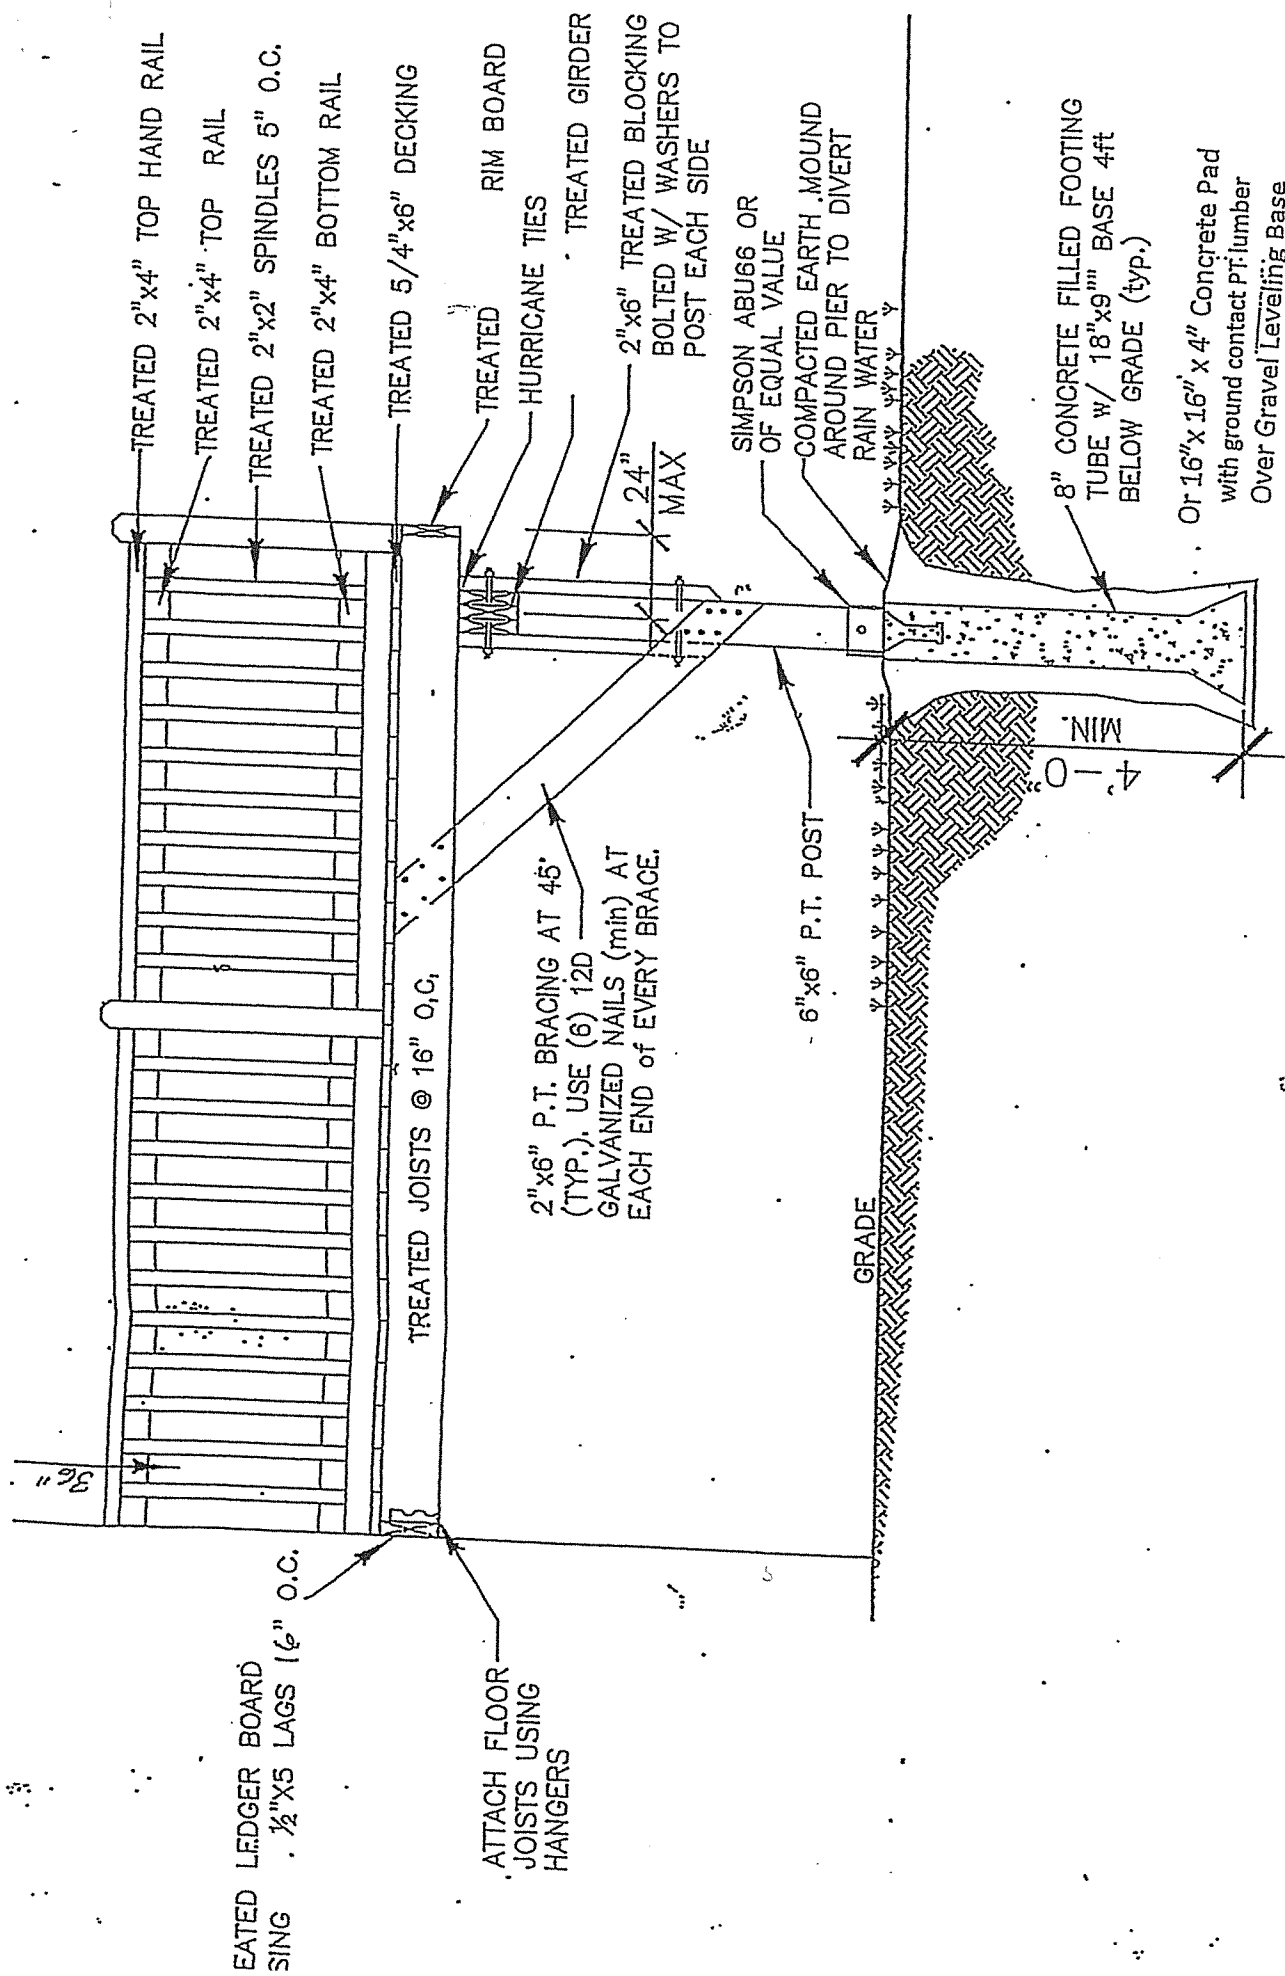 TREATED 2"x4" TOP HAND RAIL
TREATED 2"x4" TOP RAIL
TREATED 2"x2" SPINDLES 5" O.C.
TREATED 2"x4" BOTTOM RAIL
TREATED 5/4"x6" DECKING
TREATED RIM BOARD
HURRICANE TIES
TREATED GIRDER
2"x6" TREATED BLOCKING
BOLTED W/ WASHERS TO
POST EACH SIDE
24"
MAX
SIMPSON ABU66 OR
OF EQUAL VALUE
COMPACTED EARTH MOUND
AROUND PIER TO DIVERT
RAIN WATER
8" CONCRETE FILLED FOOTING
TUBE w/ 18"x9"" BASE 4ft
BELOW GRADE (typ.)
Or 16"x 16"x 4" Concrete Pad
with ground contact PT.lumber
Over Gravel Leveling Base
4'-0"
MIN.
36"
TREATED JOISTS @ 16" O.C.
2"x6" P.T. BRACING AT 45°
(TYP.). USE (6) 12D
GALVANIZED NAILS (min) AT
EACH END of EVERY BRACE.
6"x6" P.T. POST
GRADE
EATED LEDGER BOARD
SING ½"X5 LAGS 16" O.C.
ATTACH FLOOR
JOISTS USING
HANGERS